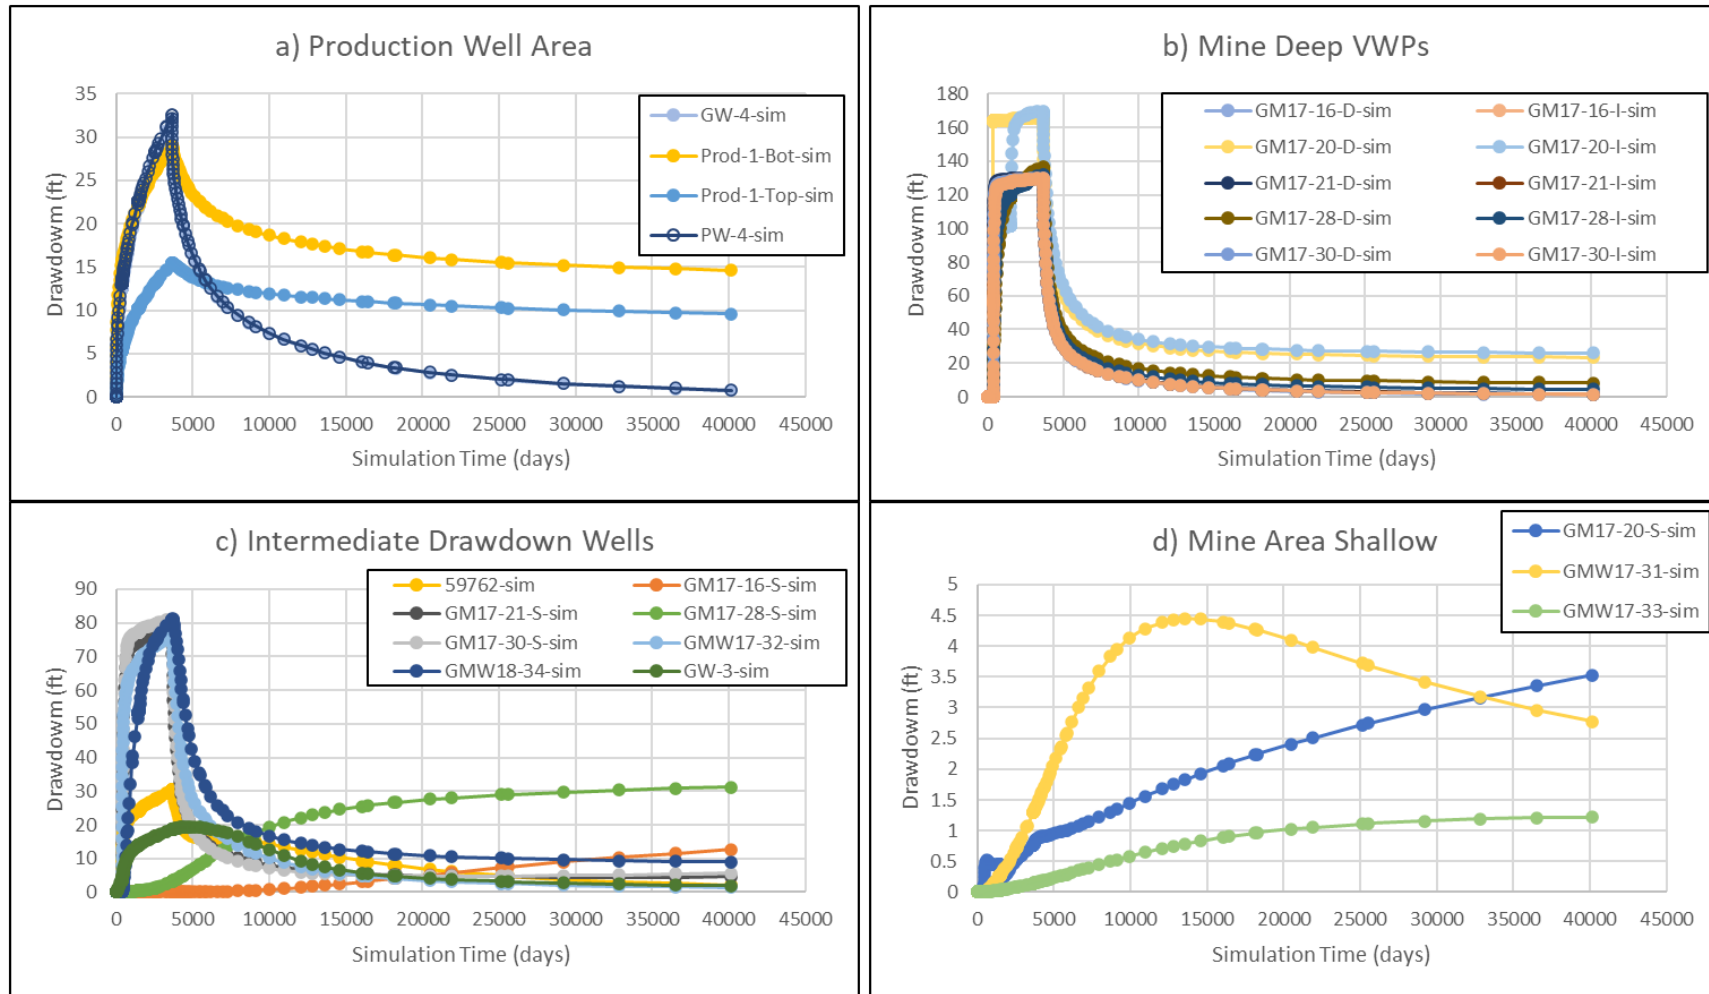 a) Production Well Area
35
30
25
20
15
10
5
0
Drawdowm (ft)
0 5000 10000 15000 20000 25000 30000 35000 40000 45000
Simulation Time (days)
GW-4-sim
Prod-1-Bot-sim
Prod-1-Top-sim
PW-4-sim
b) Mine Deep VWPs
180
160
140
120
100
80
60
40
20
0
Drawdowm (ft)
0 5000 10000 15000 20000 25000 30000 35000 40000 45000
Simulation Time (days)
GM17-16-D-sim GM17-16-I-sim
GM17-20-D-sim GM17-20-I-sim
GM17-21-D-sim GM17-21-I-sim
GM17-28-D-sim GM17-28-I-sim
GM17-30-D-sim GM17-30-I-sim
c) Intermediate Drawdown Wells
90
80
70
60
50
40
30
20
10
0
Drawdowm (ft)
0 5000 10000 15000 20000 25000 30000 35000 40000 45000
Simulation Time (days)
59762-sim GM17-16-S-sim
GM17-21-S-sim GM17-28-S-sim
GM17-30-S-sim GMW17-32-sim
GMW18-34-sim GW-3-sim
d) Mine Area Shallow
5
4.5
4
3.5
3
2.5
2
1.5
1
0.5
0
Drawdowm (ft)
0 5000 10000 15000 20000 25000 30000 35000 40000 45000
Simulation Time (days)
GM17-20-S-sim
GMW17-31-sim
GMW17-33-sim